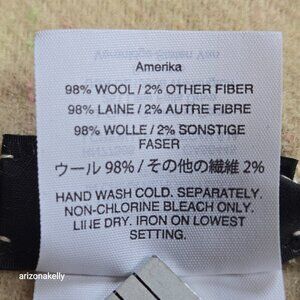 Amerika
98% WOOL / 2% OTHER FIBER
98% LAINE / 2% AUTRE FIBRE
98% WOLLE / 2% SONSTIGE
FASER
ウール 98% / その他の繊維 2%
HAND WASH COLD. SEPARATELY.
NON-CHLORINE BLEACH ONLY.
LINE DRY. IRON ON LOWEST
SETTING.
arizonakelly